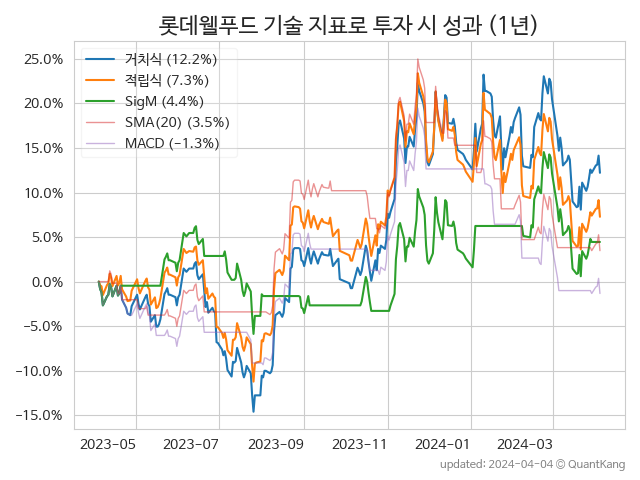 롯데웰푸드 기술 지표로 투자 시 성과 (1년)
25.0%
20.0%
15.0%
10.0%
5.0%
0.0%
−5.0%
−10.0%
−15.0%
거치식 (12.2%)
적립식 (7.3%)
SigM (4.4%)
SMA(20) (3.5%)
MACD (−1.3%)
2023-05
2023-07
2023-09
2023-11
2024-01
2024-03
updated: 2024-04-04 © QuantKang